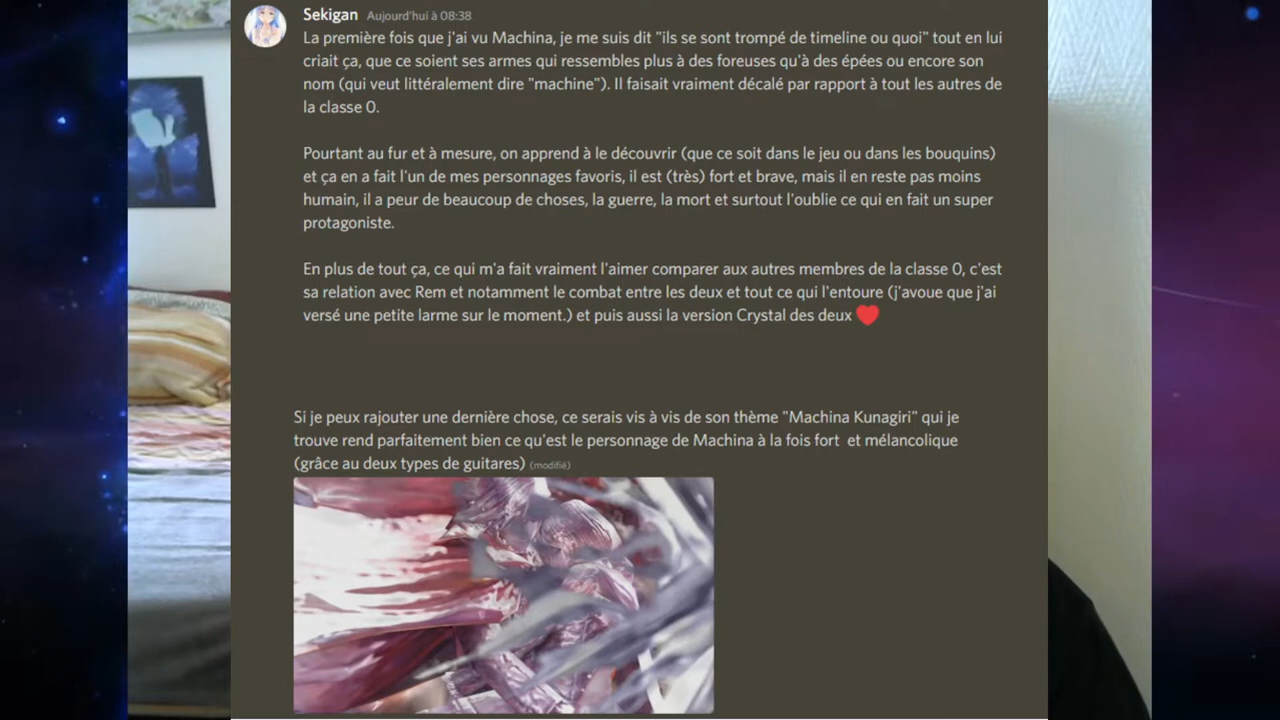 Sekigan Aujourd'hui à 08:38
La première fois que j'ai vu Machina, je me suis dit "ils se sont trompé de timeline ou quoi" tout en lui
criait ça, que ce soient ses armes qui ressembles plus à des foreuses qu'à des épées ou encore son
nom (qui veut littéralement dire "machine"). Il faisait vraiment décalé par rapport à tout les autres de
la classe 0.
Pourtant au fur et à mesure, on apprend à le découvrir (que ce soit dans le jeu ou dans les bouquins)
et ça en a fait l'un de mes personnages favoris, il est (très) fort et brave, mais il en reste pas moins
humain, il a peur de beaucoup de choses, la guerre, la mort et surtout l'oublie ce qui en fait un super
protagoniste.
En plus de tout ça, ce qui m'a fait vraiment l'aimer comparer aux autres membres de la classe 0, c'est
sa relation avec Rem et notamment le combat entre les deux et tout ce qui l'entoure (j'avoue que j'ai
versé une petite larme sur le moment.) et puis aussi la version Crystal des deux ❤️
Si je peux rajouter une dernière chose, ce serais vis à vis de son thème "Machina Kunagiri" qui je
trouve rend parfaitement bien ce qu'est le personnage de Machina à la fois fort et mélancolique
(grâce au deux types de guitares) (modifié)